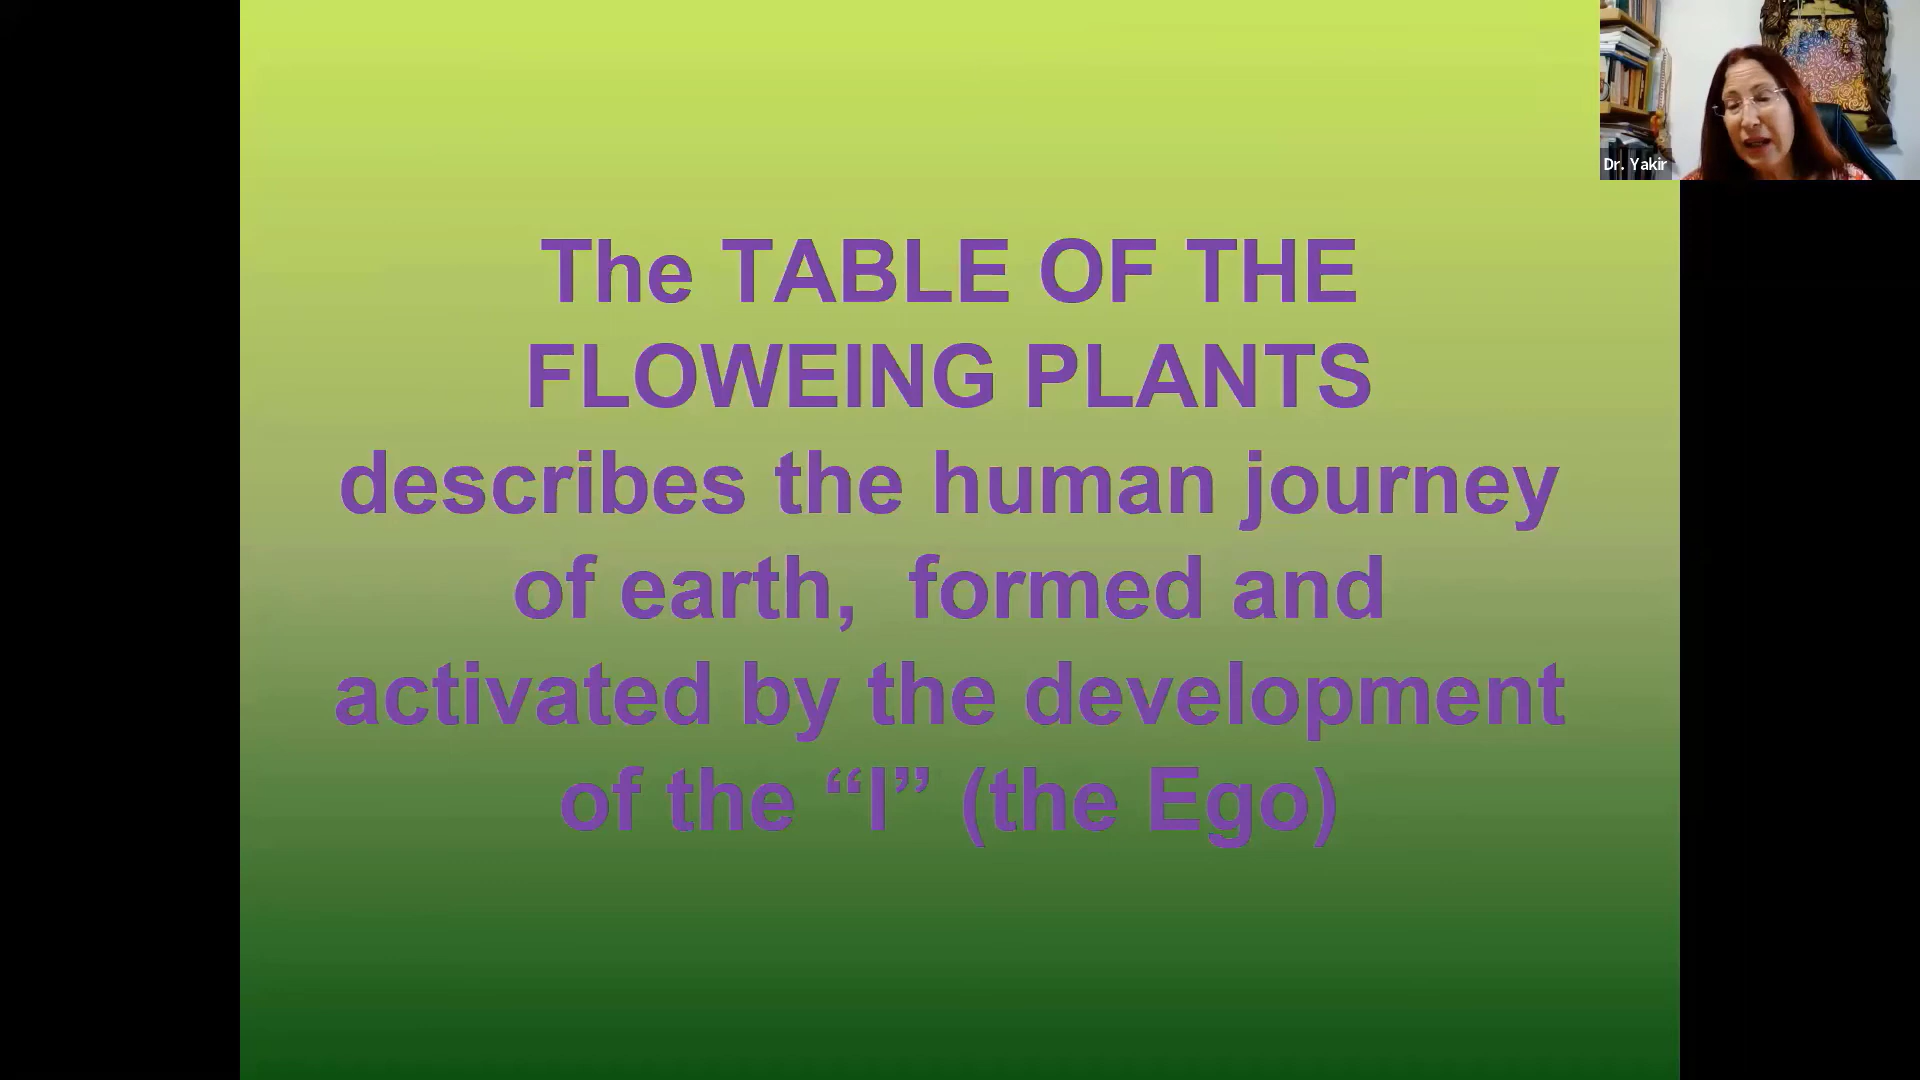 The TABLE OF THE
FLOWEING PLANTS
describes the human journey
of earth,  formed and
activated by the development
of the “I” (the Ego)
Dr. Yakir